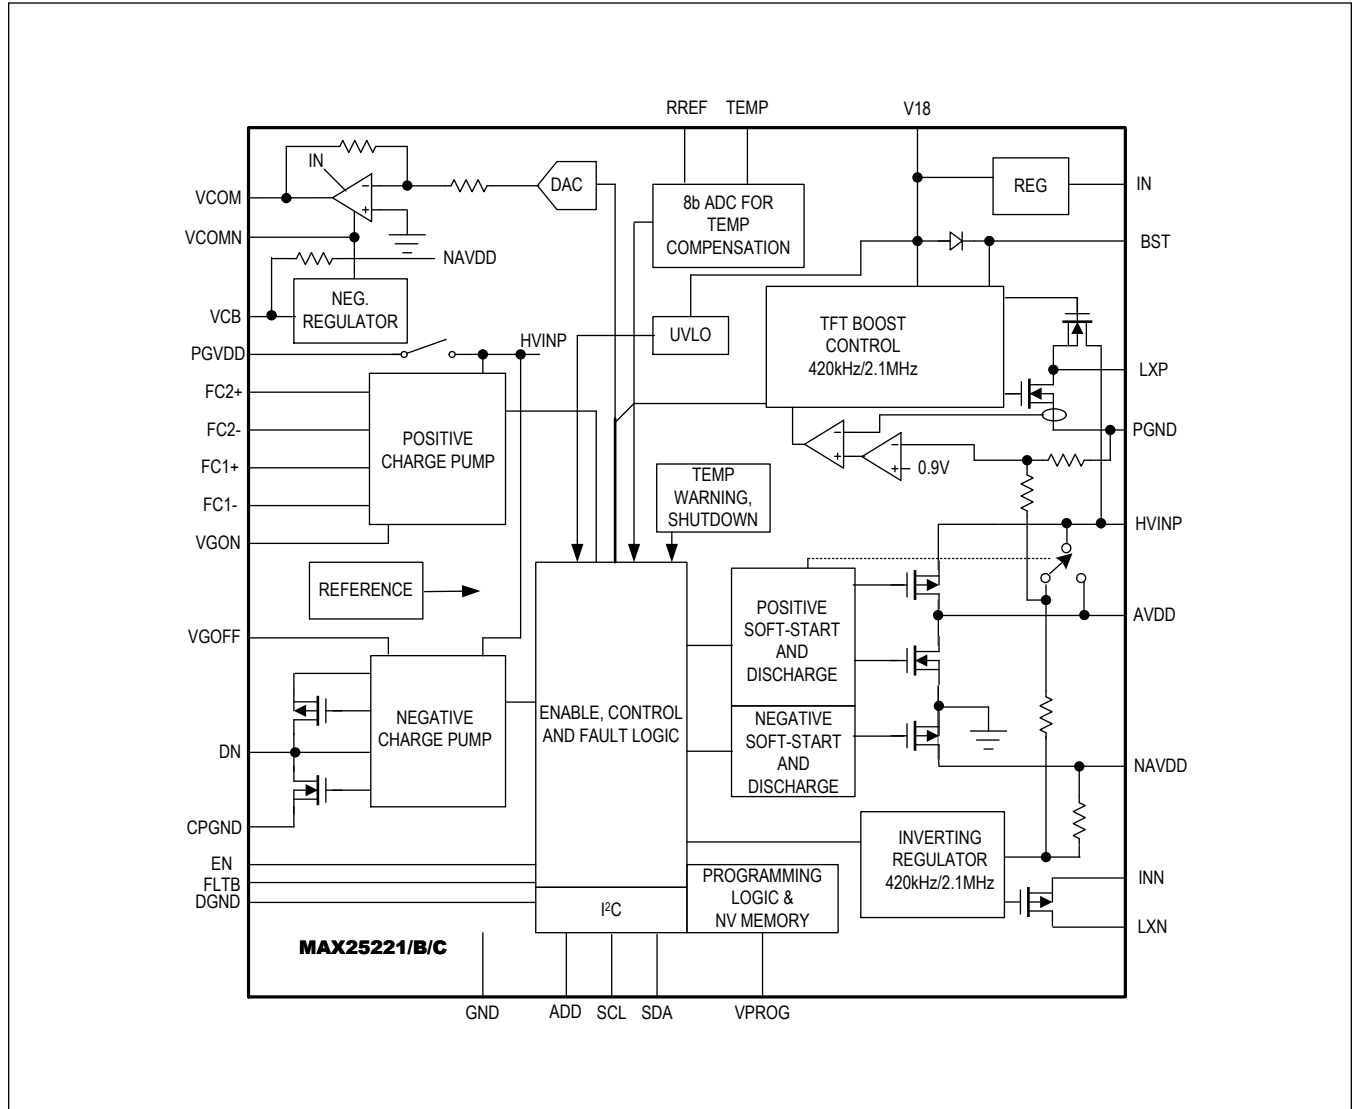 RREF TEMP V18
IN
DAC
REG
IN
VCOM
8b ADC FOR
TEMP
COMPENSATION
VCOMN
BST
NAVDD
NEG.
REGULATOR
VCB
TFT BOOST
CONTROL
420kHz/2.1MHz
UVLO
HVINP
PGVDD
LXP
FC2+
POSITIVE
CHARGE PUMP
FC2-
PGND
FC1+
0.9V
TEMP
WARNING,
SHUTDOWN
FC1-
HVINP
VGON
REFERENCE
POSITIVE
SOFT-START
AND
DISCHARGE
AVDD
VGOFF
NEGATIVE
CHARGE PUMP
ENABLE, CONTROL
AND FAULT LOGIC
NEGATIVE
SOFT-START
AND
DISCHARGE
DN
NAVDD
CPGND
INVERTING
REGULATOR
420kHz/2.1MHz
EN
FLTB
DGND
PROGRAMMING
LOGIC &
NV MEMORY
INN
I²C
LXN
MAX25221/B/C
GND ADD SCL SDA VPROG
- + - + - +